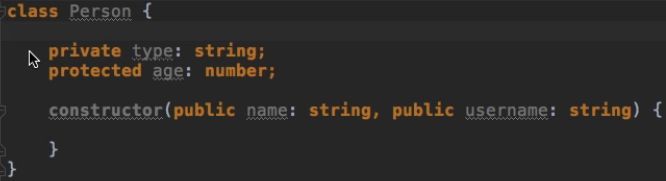 class Person {
private type: string;
protected age: number;
constructor(public name: string, public username: string) {
}
}